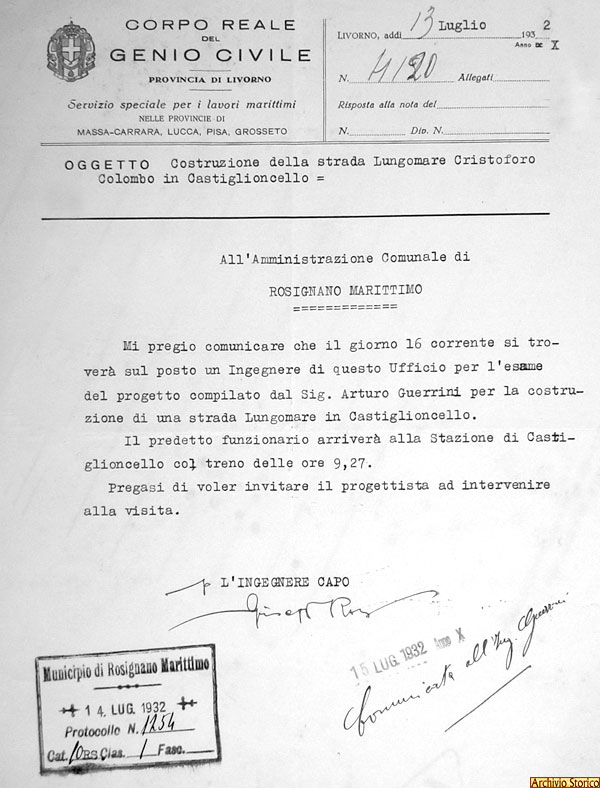 CORPO REALE
DEL
GENIO CIVILE
PROVINCIA DI LIVORNO
Servizio speciale per i lavori marittimi
NELLE PROVINCIE DI
MASSA-CARRARA, LUCCA, PISA, GROSSETO
LIVORNO, addì 13 Luglio 1932
Anno X
N. 4120 Allegati
Risposta alla nota del
N. Div. N.
OGGETTO Costruzione della strada Lungomare Cristoforo
Colombo in Castiglioncello =
All'Amministrazione Comunale di
ROSIGNANO MARITTIMO
=============
Mi pregio comunicare che il giorno 16 corrente si tro-
verà sul posto un Ingegnere di questo Ufficio per l'esame
del progetto compilato dal Sig. Arturo Guerrini per la costru-
zione di una strada Lungomare in Castiglioncello.
Il predetto funzionario arriverà alla Stazione di Casti-
glioncello col treno delle ore 9,27.
Pregasi di voler invitare il progettista ad intervenire
alla visita.
p L'INGEGNERE CAPO
15 LUG. 1932 Anno X
Comunicata all'Ing. Guerrini
Municipio di Rosignano Marittimo
14. LUG. 1932
Protocollo N. 1254
Cat. 10RS Clas. 1 Fasc.
Archivio Storico